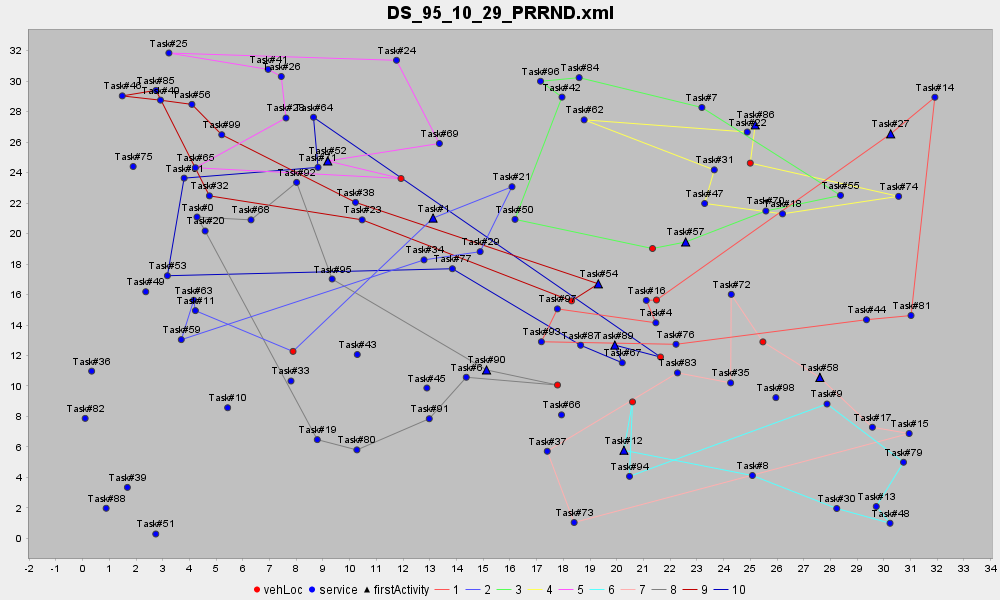 DS_95_10_29_PRRND.xml
32
30
28
26
24
22
20
18
16
14
12
10
8
6
4
2
0
Task#25
Task#24
Task#41
Task#26
Task#96
Task#84
Task#85
Task#42
Task#14
Task#56
Task#7
Task#28
Task#64
Task#62
Task#86
Task#22
Task#99
Task#27
Task#69
Task#52
Task#71
Task#75
Task#65
Task#31
Task#92
Task#21
Task#32
Task#55
Task#74
Task#38
Task#47
Task#0
Task#68
Task#23
Task#1
Task#50
Task#18
Task#20
Task#57
Task#34
Task#29
Task#77
Task#53
Task#95
Task#54
Task#49
Task#63
Task#16
Task#72
Task#11
Task#97
Task#4
Task#44
Task#81
Task#59
Task#93
Task#87
Task#89
Task#76
Task#43
Task#67
Task#36
Task#90
Task#6
Task#83
Task#58
Task#33
Task#35
Task#45
Task#98
Task#10
Task#9
Task#82
Task#91
Task#66
Task#17
Task#15
Task#19
Task#80
Task#37
Task#12
Task#79
Task#94
Task#8
Task#39
Task#88
Task#30
Task#13
Task#73
Task#48
Task#51
-2 -1 0 1 2 3 4 5 6 7 8 9 10 11 12 13 14 15 16 17 18 19 20 21 22 23 24 25 26 27 28 29 30 31 32 33 34
vehLoc service firstActivity 1 2 3 4 5 6 7 8 9 10